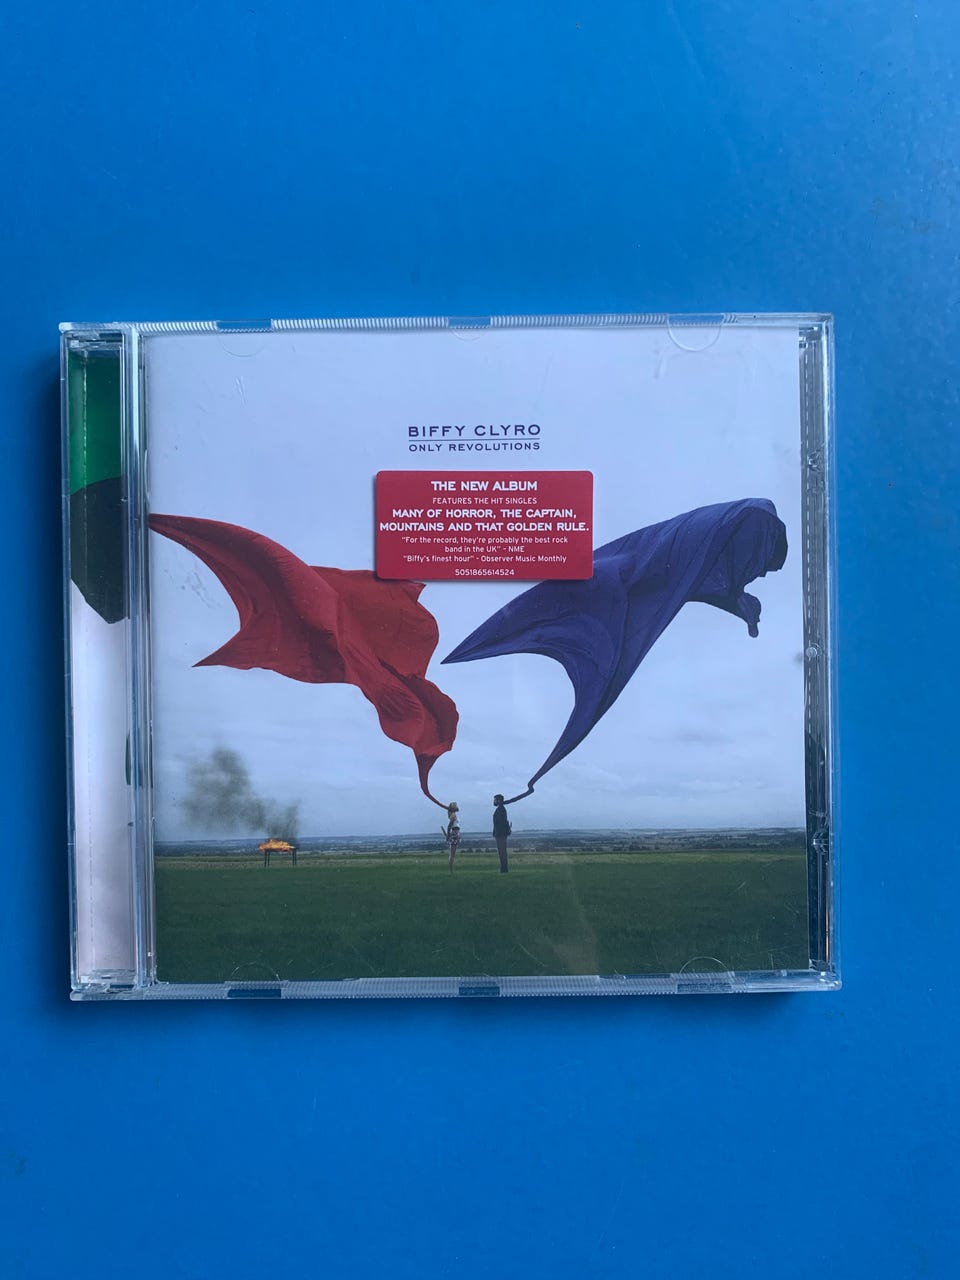 BIFFY CLYRO
ONLY REVOLUTIONS
THE NEW ALBUM
FEATURES THE HIT SINGLES
MANY OF HORROR, THE CAPTAIN,
MOUNTAINS AND THAT GOLDEN RULE.
"For the record, they're probably the best rock
band in the UK" - NME
"Biffy's finest hour" - Observer Music Monthly
5051865614524